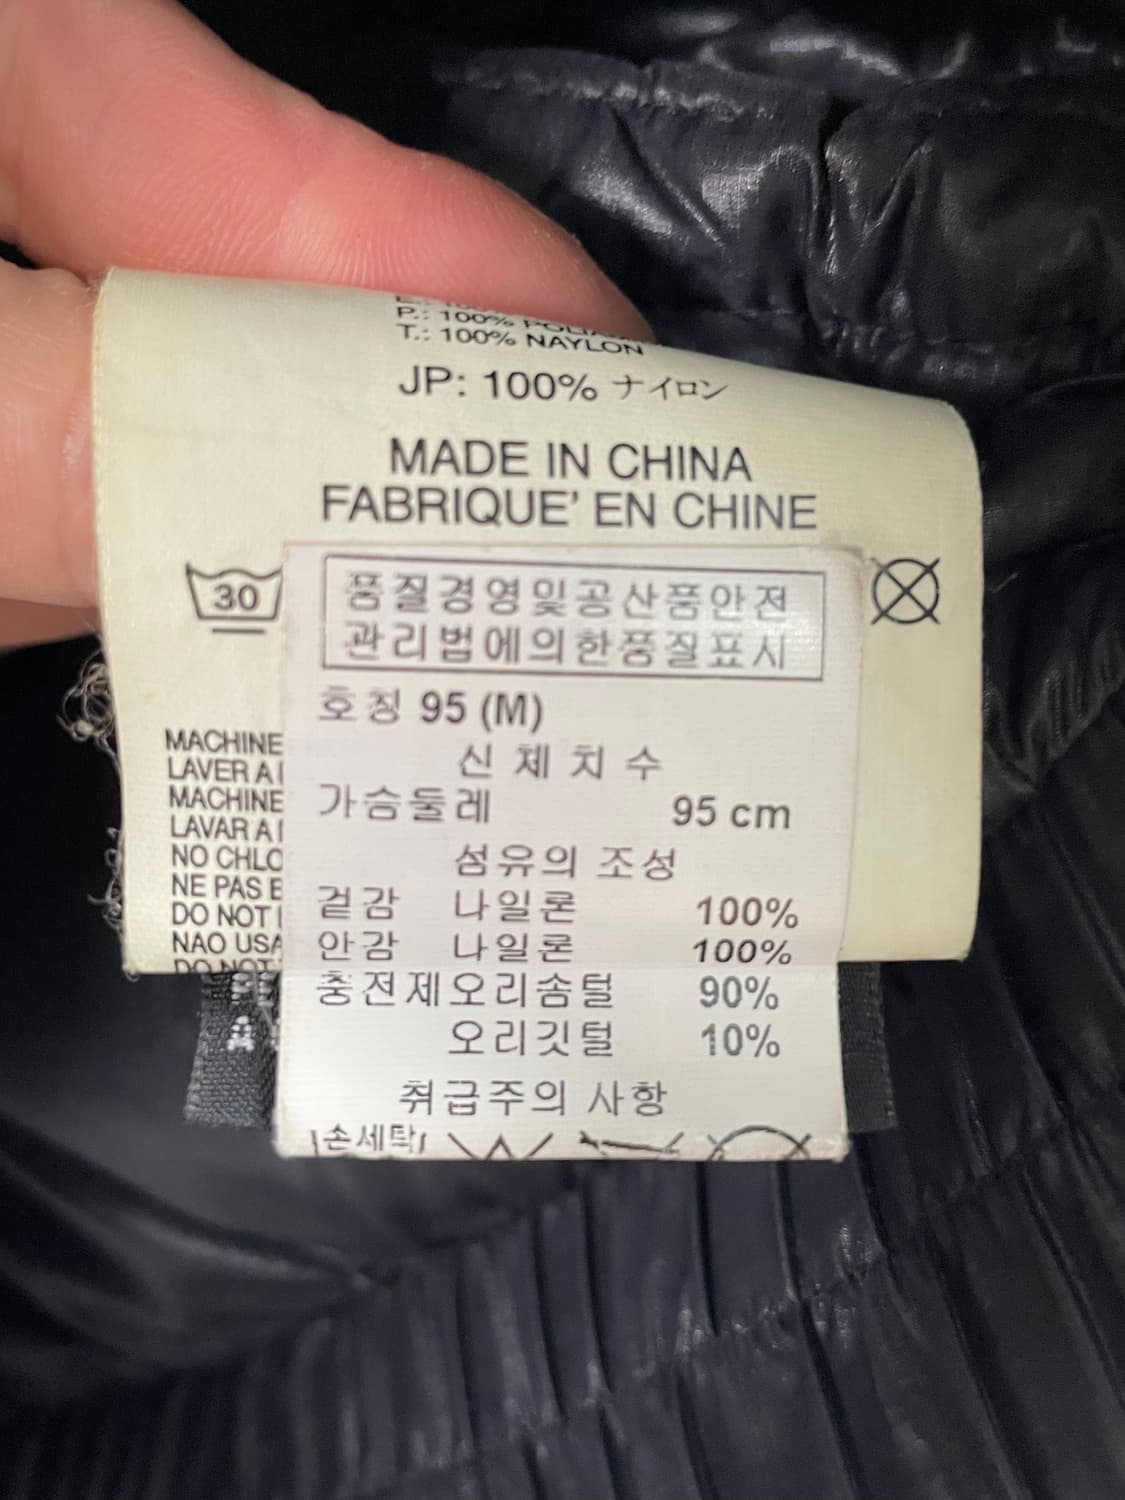 P.: 100%
T.: 100% NAYLON
JP: 100% ナイロン
MADE IN CHINA
FABRIQUE' EN CHINE
30
품질경영및공산품안전
관리법에의한품질표시
호칭 95 (M)
신체치수
가슴둘레 95 cm
섬유의 조성
겉감 나일론 100%
안감 나일론 100%
충전제 오리솜털 90%
오리깃털 10%
취급주의 사항
손세탁
MACHINE
LAVER A
MACHINE
LAVAR A
NO CHLO
NE PAS E
DO NOT
NAO USA
DO NOT